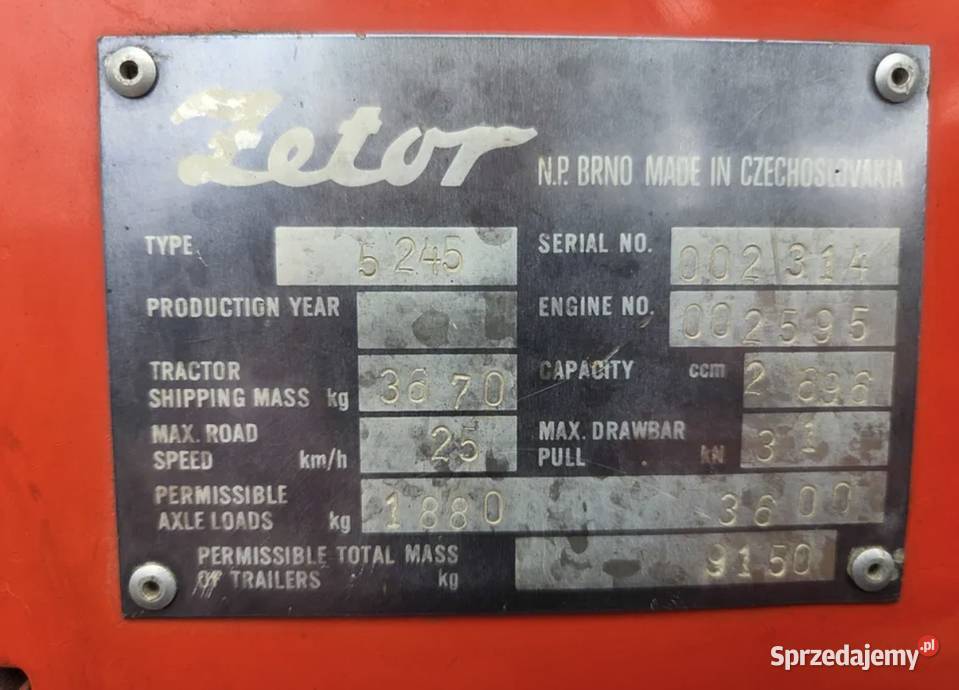 Zetor
N.P. BRNO MADE IN CZECHOSLOVAKIA
TYPE 5245
SERIAL NO. 002314
PRODUCTION YEAR
ENGINE NO. 002595
TRACTOR
SHIPPING MASS kg 3670
CAPACITY ccm 2 696
MAX. ROAD
SPEED km/h 25
MAX. DRAWBAR
PULL kN 31
PERMISSIBLE
AXLE LOADS kg 1880 3600
PERMISSIBLE TOTAL MASS
OF TRAILERS kg 9150
Sprzedajemy.pl